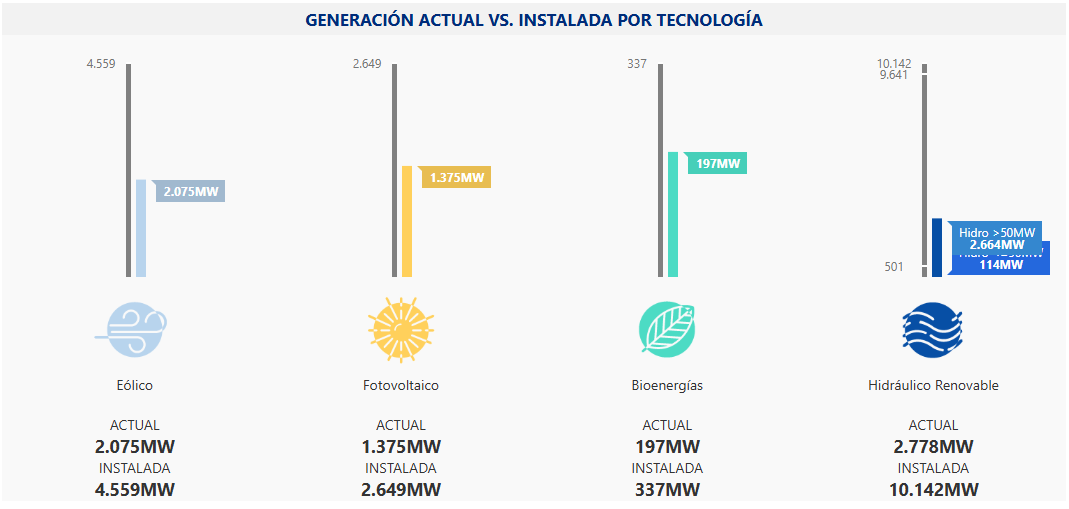 GENERACIÓN ACTUAL VS. INSTALADA POR TECNOLOGÍA
4.559
2.075MW
Eólico
ACTUAL
2.075MW
INSTALADA
4.559MW
2.649
1.375MW
Fotovoltaico
ACTUAL
1.375MW
INSTALADA
2.649MW
337
197MW
Bioenergías
ACTUAL
197MW
INSTALADA
337MW
10.142
9.641
501
Hidro >50MW
2.664MW
114MW
Hidráulico Renovable
ACTUAL
2.778MW
INSTALADA
10.142MW